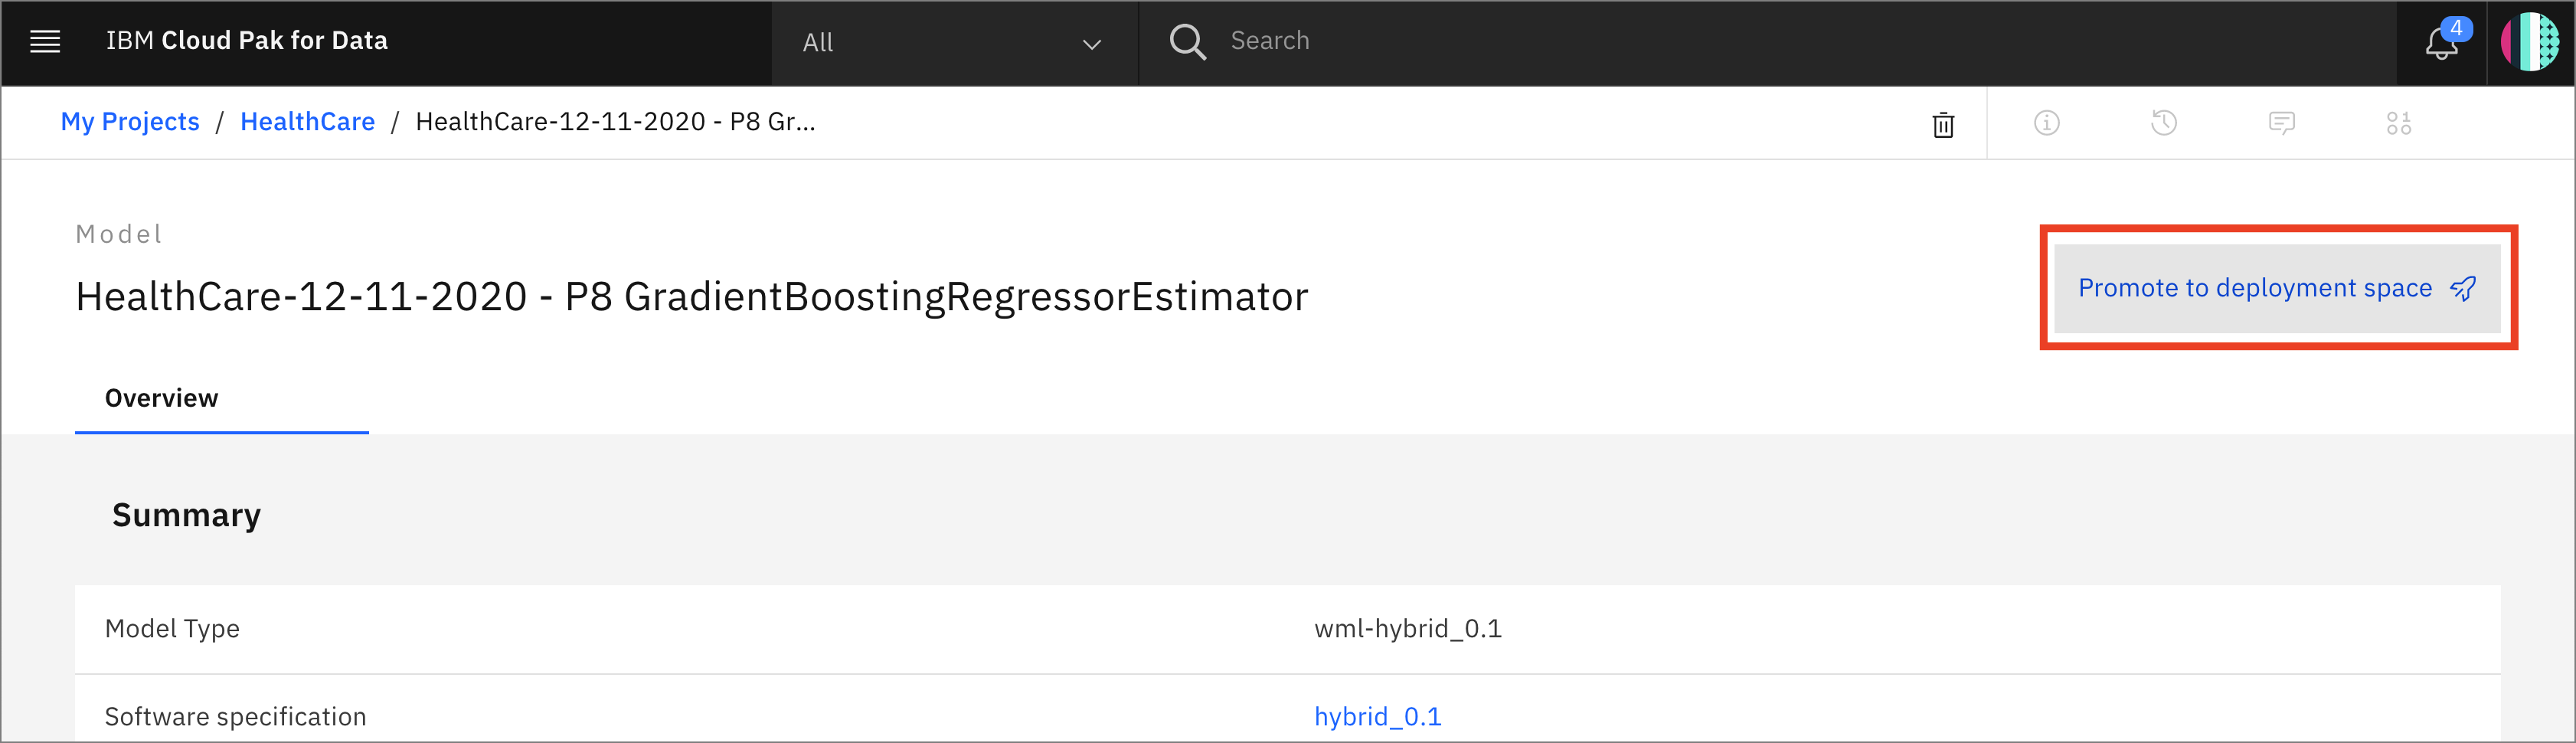 IBM Cloud Pak for Data
All
Search
4
My Projects / HealthCare / HealthCare-12-11-2020 - P8 Gr...
Model
HealthCare-12-11-2020 - P8 GradientBoostingRegressorEstimator
Promote to deployment space
Overview
Summary
Model Type wml-hybrid_0.1
Software specification hybrid_0.1